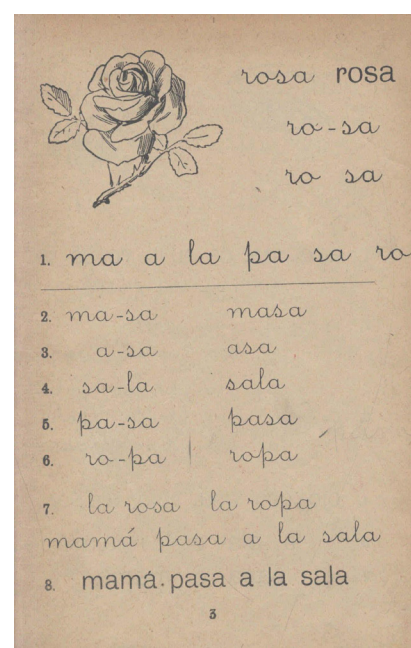 rosa rosa
ro-sa
ro sa
1. ma a la pa sa ro
2. ma-sa masa
3. a-sa asa
4. sa-la sala
5. pa-sa pasa
6. ro-pa ropa
7. la rosa la ropa
mamá pasa a la sala
8. mamá pasa a la sala
3